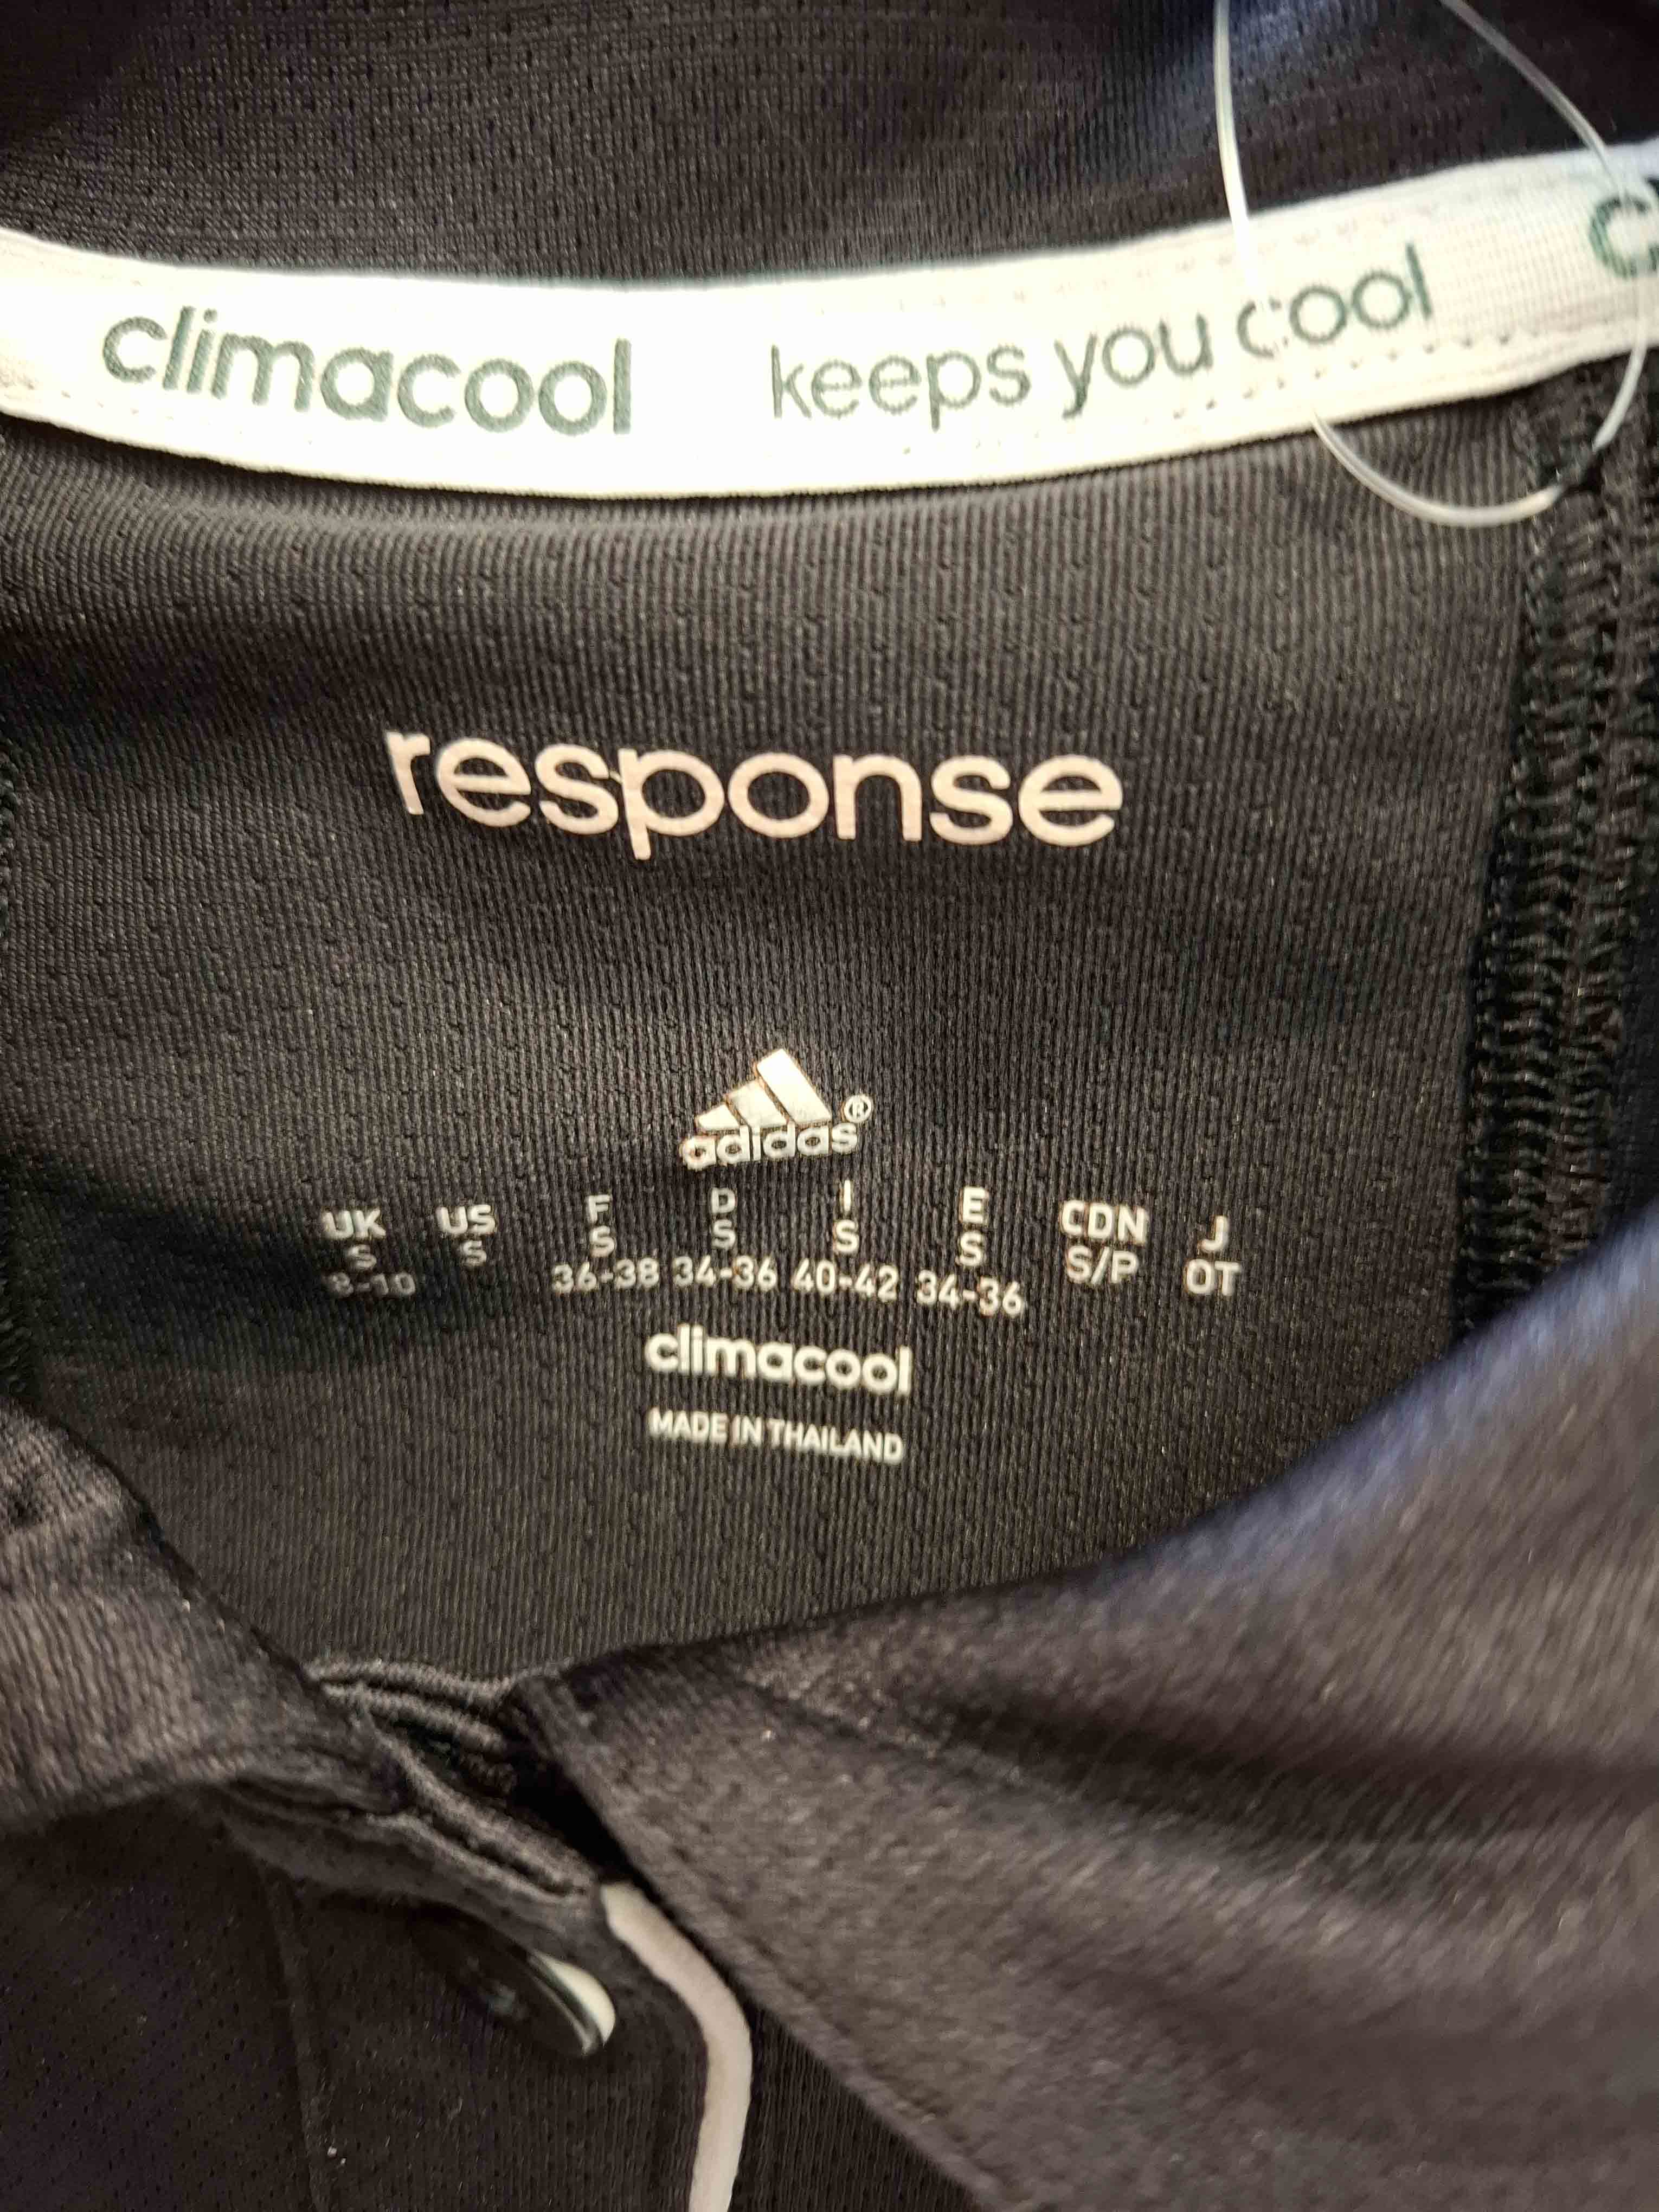 climacool keeps you cool
response
adidas®
UK US F D I E CDN J
S S S S S S S/P OT
8-10 36-38 34-36 40-42 34-36
climacool
MADE IN THAILAND